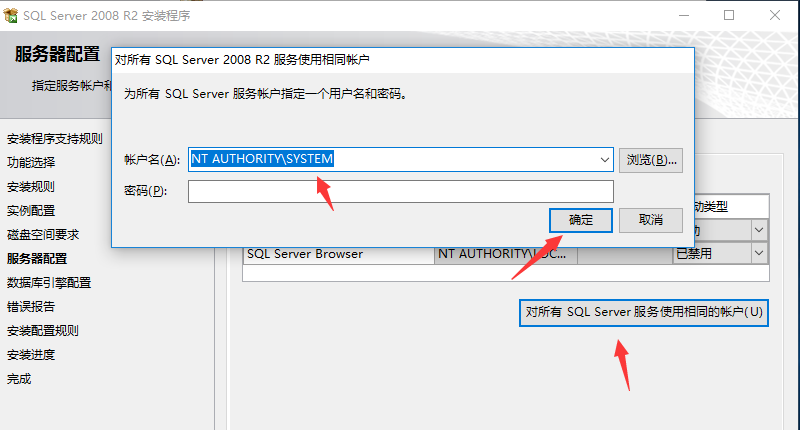 SQL Server 2008 R2 安装程序
服务器配置
指定服务帐户和
对所有 SQL Server 2008 R2 服务使用相同帐户
为所有 SQL Server 服务帐户指定一个用户名和密码。
帐户名(A):
NT AUTHORITY\SYSTEM
浏览(B)...
密码(P):
确定
取消
安装程序支持规则
功能选择
安装规则
实例配置
磁盘空间要求
服务器配置
数据库引擎配置
错误报告
安装配置规则
安装进度
完成
动类型
SQL Server Browser
NT AUTHORITY\LOC...
已禁用
对所有 SQL Server 服务使用相同的帐户(U)